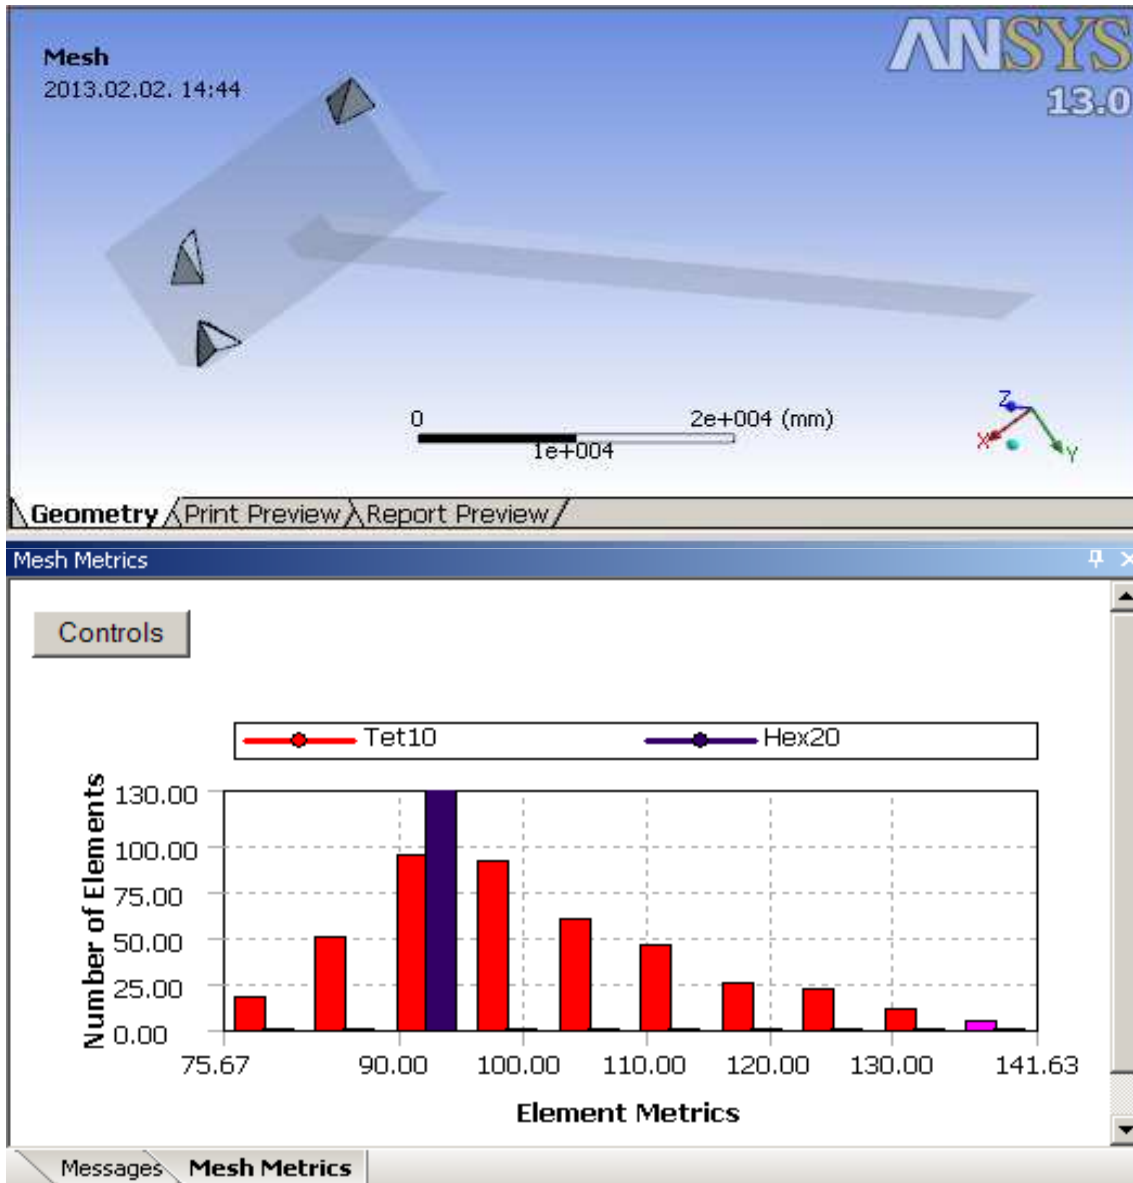 ANSYS
13.0
Mesh
2013.02.02. 14:44
0
2e+004 (mm)
1e+004
Z
X
Y
Geometry Print Preview Report Preview
Mesh Metrics
Controls
Tet10 Hex20
Number of Elements
130.00
100.00
75.00
50.00
25.00
0.00
75.67 90.00 100.00 110.00 120.00 130.00 141.63
Element Metrics
Messages Mesh Metrics